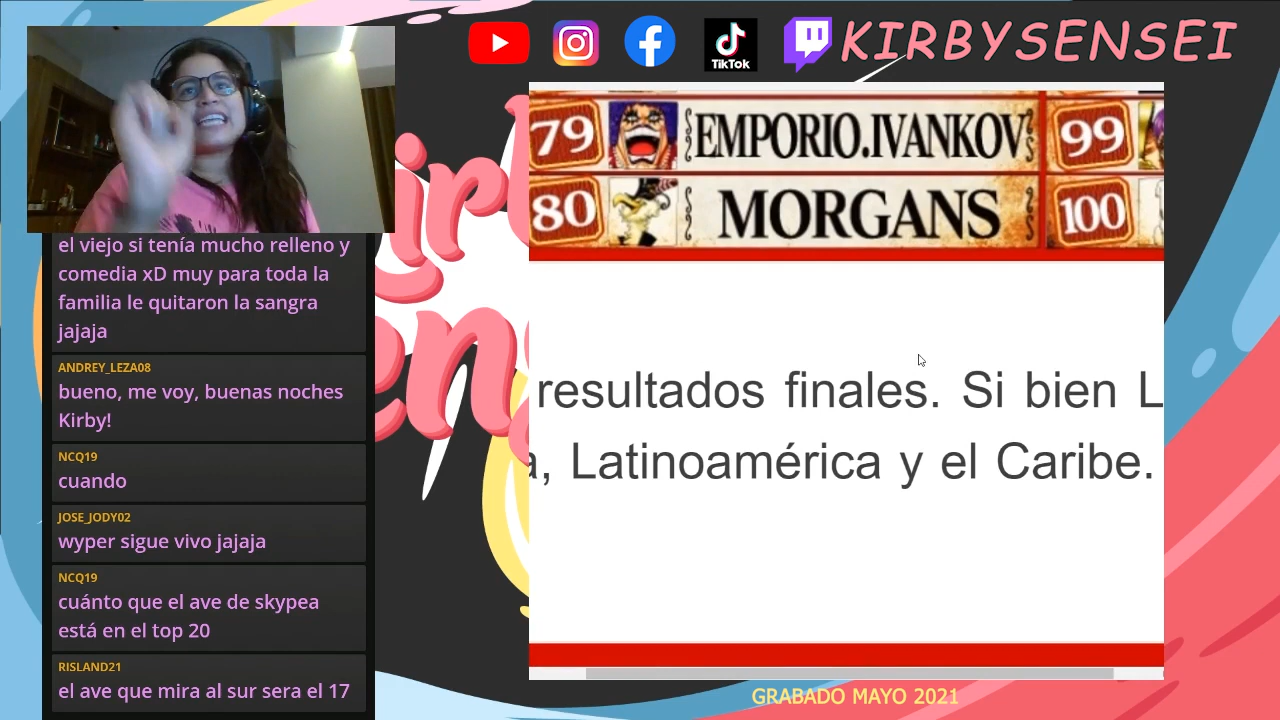 TikTok
KIRBYSENSEI
79 EMPORIO.IVANKOV 99
80 MORGANS 100
resultados finales. Si bien L
a, Latinoamérica y el Caribe.
GRABADO MAYO 2021
el viejo si tenía mucho relleno y
comedia xD muy para toda la
familia le quitaron la sangra
jajaja
ANDREY_LEZA08
bueno, me voy, buenas noches
Kirby!
NCQ19
cuando
JOSE_JODY02
wyper sigue vivo jajaja
NCQ19
cuánto que el ave de skypea
está en el top 20
RISLAND21
el ave que mira al sur sera el 17